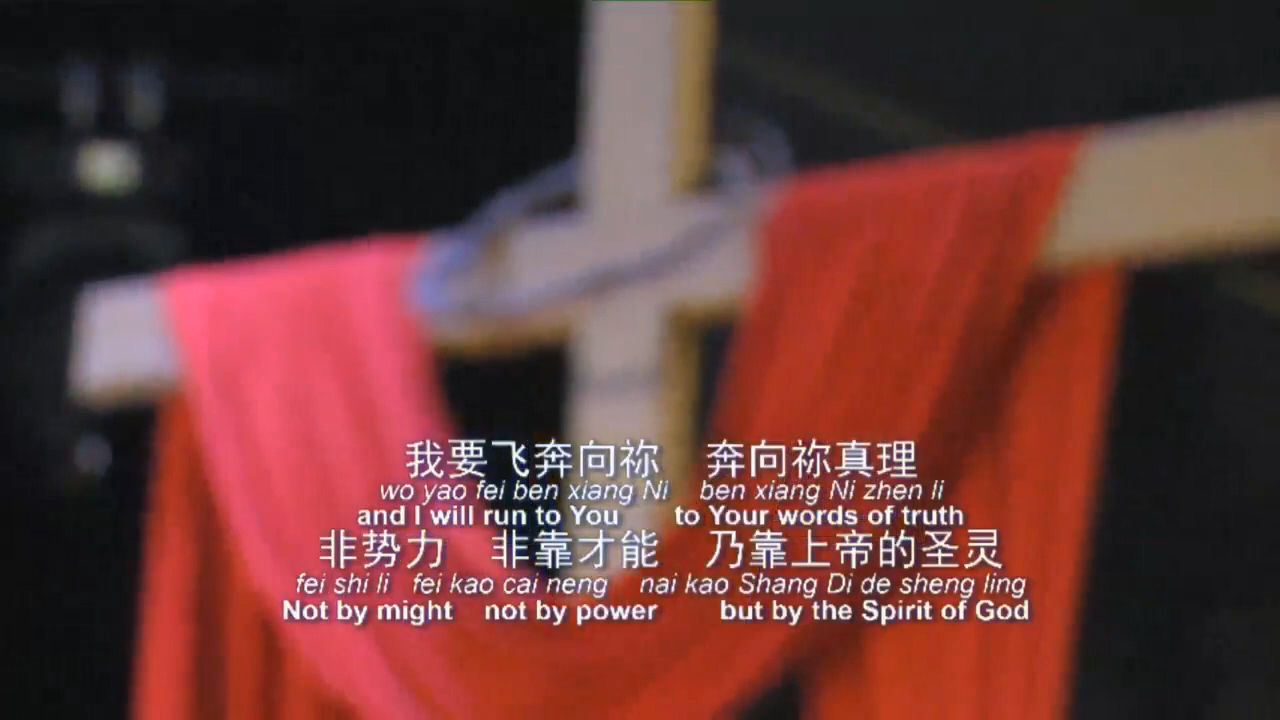 我要飞奔向祢 奔向祢真理
wo yao fei ben xiang Ni ben xiang Ni zhen li
and I will run to You to Your words of truth
非势力 非靠才能 乃靠上帝的圣灵
fei shi li fei kao cai neng nai kao Shang Di de sheng ling
Not by might not by power but by the Spirit of God